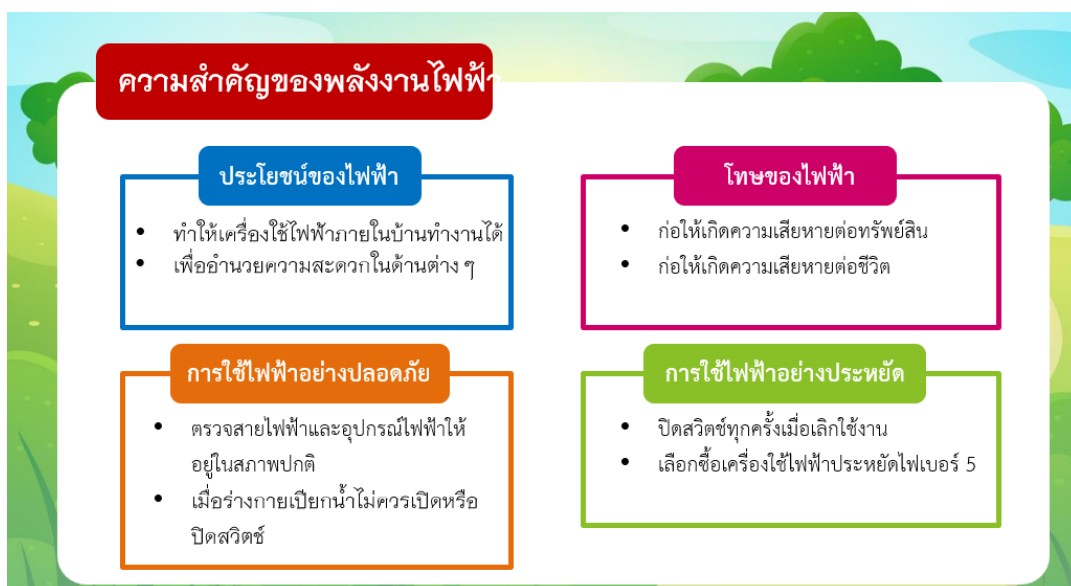 ความสำคัญของพลังงานไฟฟ้า
ประโยชน์ของไฟฟ้า
• ทำให้เครื่องใช้ไฟฟ้าภายในบ้านทำงานได้
• เพื่ออำนวยความสะดวกในด้านต่าง ๆ
โทษของไฟฟ้า
• ก่อให้เกิดความเสียหายต่อทรัพย์สิน
• ก่อให้เกิดความเสียหายต่อชีวิต
การใช้ไฟฟ้าอย่างปลอดภัย
• ตรวจสายไฟฟ้าและอุปกรณ์ไฟฟ้าให้
อยู่ในสภาพปกติ
• เมื่อร่างกายเปียกน้ำไม่ควรเปิดหรือ
ปิดสวิตช์
การใช้ไฟฟ้าอย่างประหยัด
• ปิดสวิตช์ทุกครั้งเมื่อเลิกใช้งาน
• เลือกซื้อเครื่องใช้ไฟฟ้าประหยัดไฟเบอร์ 5